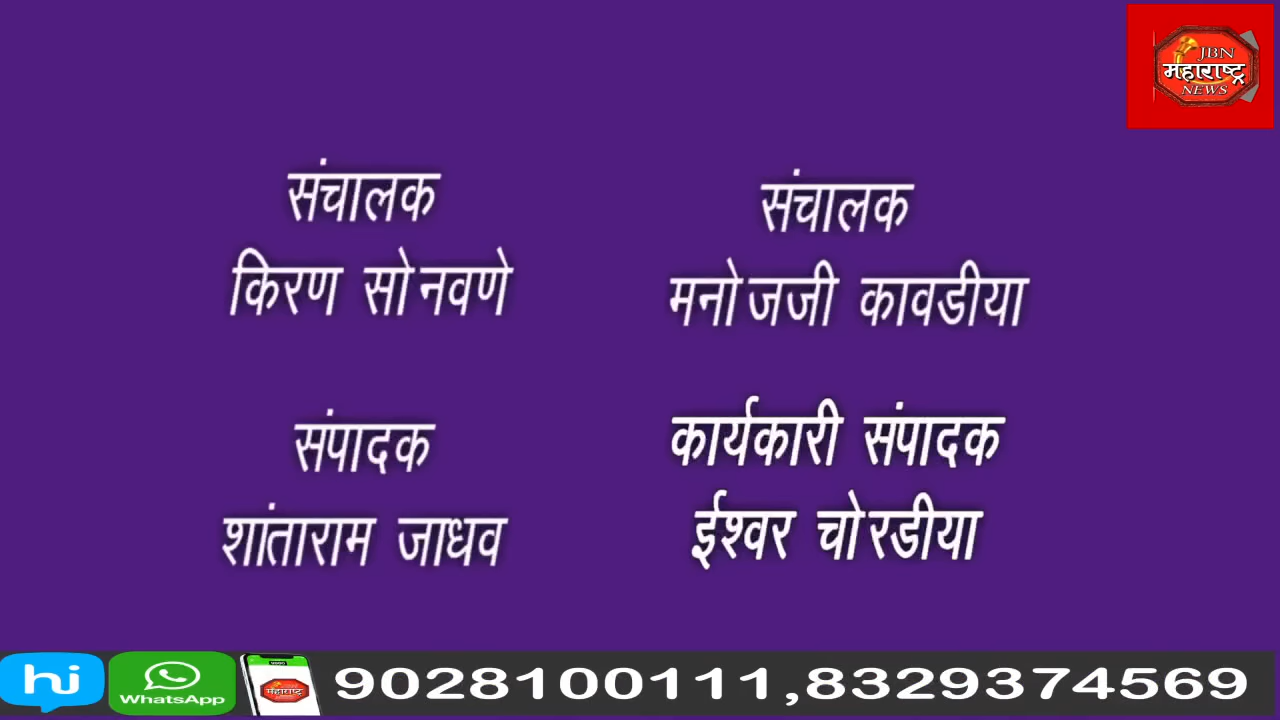 JBN
महाराष्ट्र
NEWS
संचालक
किरण सोनवणे
संचालक
मनोजजी कावडीया
संपादक
शांताराम जाधव
कार्यकारी संपादक
ईश्वर चोरडीया
hi
WhatsApp
महाराष्ट्र
9028100111,8329374569